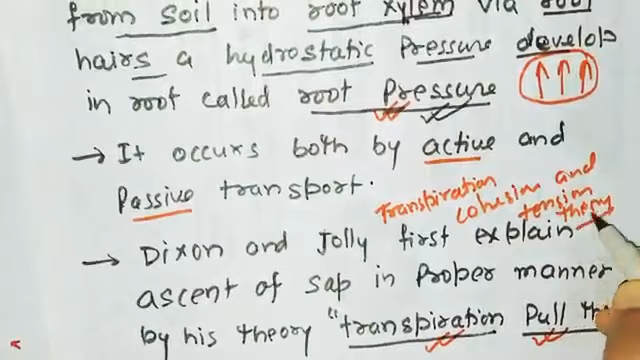 from soil into root xylem via root
hairs a hydrostatic Pressure develop
in root called root Pressure
→ It occurs both by active and
Passive transport.
Transpiration
cohesion and
tension
theory
→ Dixon and Jolly first explain
ascent of sap in Proper manner
by his theory "transpiration Pull